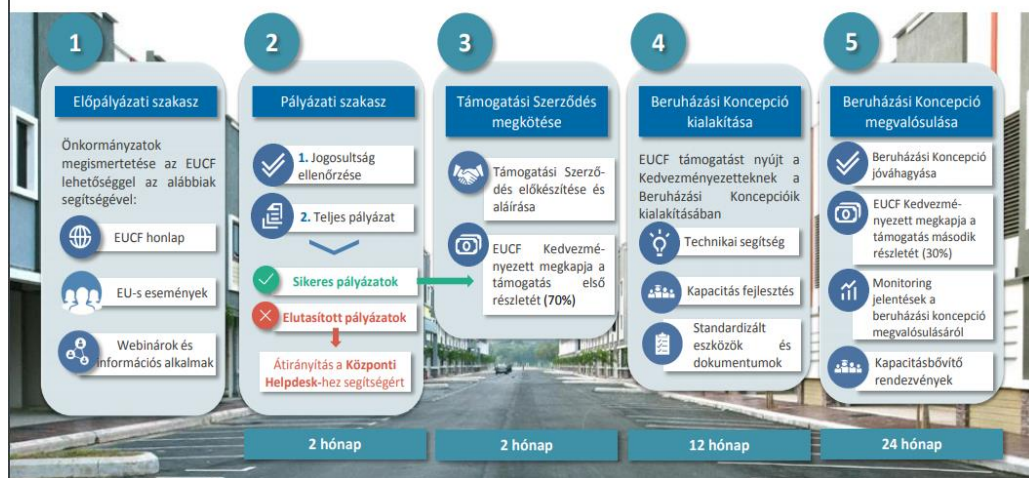 1
Előpályázati szakasz
Önkormányzatok
megismertetése az EUCF
lehetőséggel az alábbiak
segítségével:
EUCF honlap
EU-s események
Webinárok és
információs alkalmak
2
Pályázati szakasz
1. Jogosultság
ellenőrzése
2. Teljes pályázat
Sikeres pályázatok
Elutasított pályázatok
Átirányítás a Központi
Helpdesk-hez segítségért
2 hónap
3
Támogatási Szerződés
megkötése
Támogatási Szerző-
dés előkészítése és
aláírása
EUCF Kedvezmé-
nyezett megkapja a
támogatás első
részletét (70%)
2 hónap
4
Beruházási Koncepció
kialakítása
EUCF támogatást nyújt a
Kedvezményezetteknek a
Beruházási Koncepcióik
kialakításában
Technikai segítség
Kapacitás fejlesztés
Standardizált
eszközök és
dokumentumok
12 hónap
5
Beruházási Koncepció
megvalósulása
Beruházási Koncepció
jóváhagyása
EUCF Kedvezmé-
nyezett megkapja a
támogatás második
részletét (30%)
Monitoring
jelentések a
beruházási koncepció
megvalósulásáról
Kapacitásbővítő
rendezvények
24 hónap